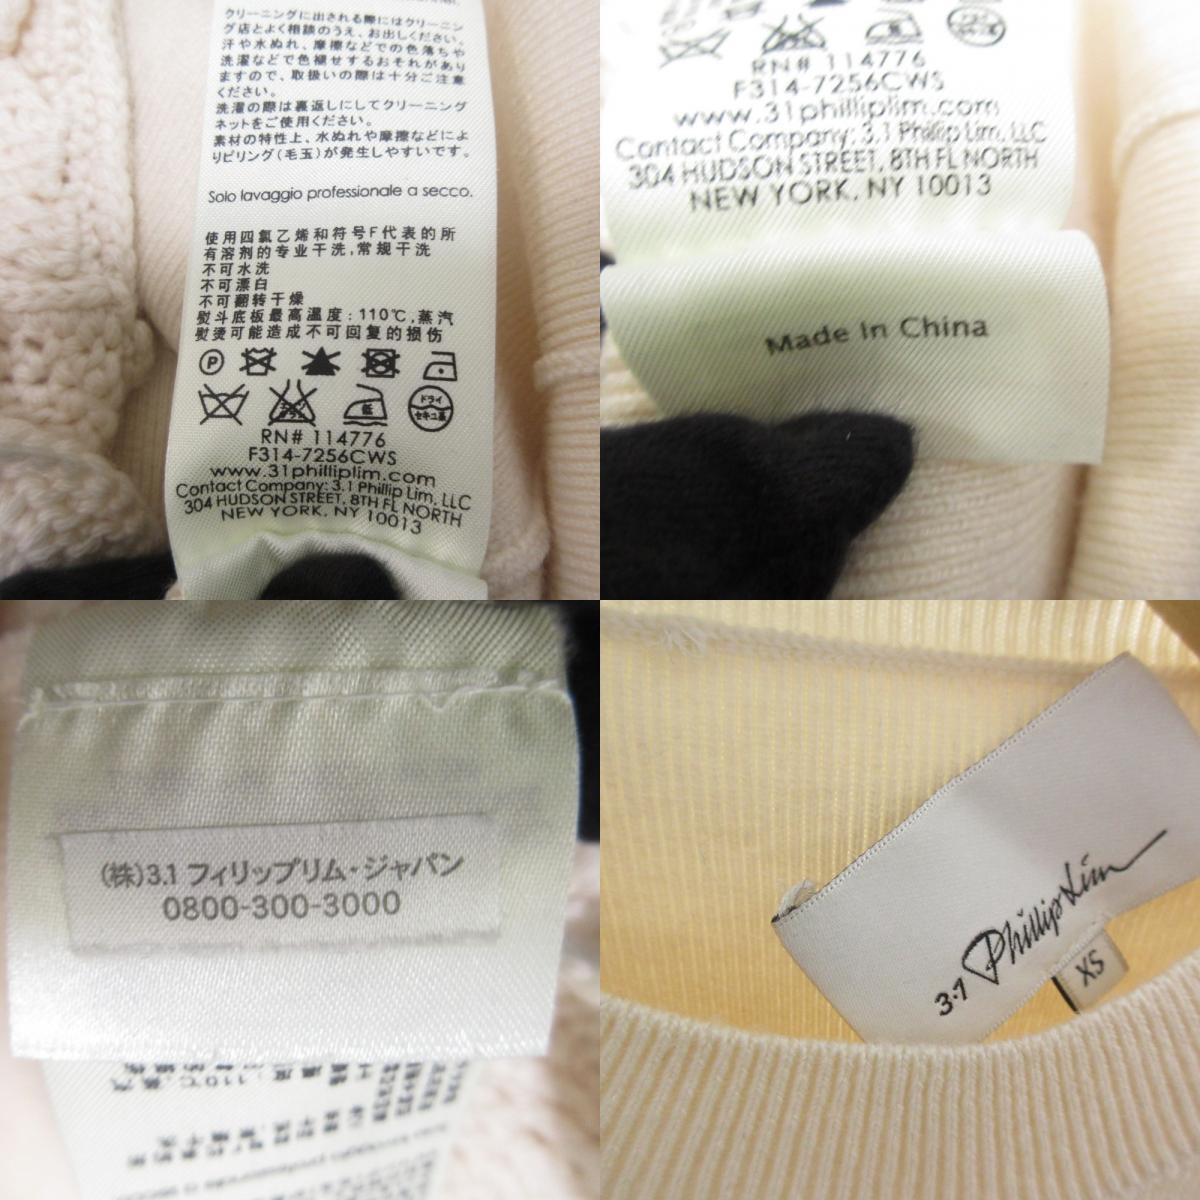 クリーニングに出される際にはクリーニン
グ店とよく相談のうえ、お出しください。
汗や水ぬれ、摩擦などでの色落ちや
洗濯などで色褪せするおそれがあり
ますので、取扱いの際は十分ご注意
ください。
洗濯の際は裏返しにしてクリーニング
ネットをご使用ください。
素材の特性上、水ぬれや摩擦などによ
りピリング(毛玉)が発生しやすいです。
Solo lavaggio professionale a secco.
使用四氯乙烯和符号F代表的所
有溶剂的专业干洗,常规干洗
不可水洗
不可漂白
不可翻转干燥
熨斗底板最高温度:110℃,蒸汽
熨烫可能造成不可回复的损伤
P
低
ドライ
セキユ系
RN# 114776
F314-7256CWS
www.31philliplim.com
Contact Company: 3.1 Phillip Lim, LLC
304 HUDSON STREET, 8TH FL NORTH
NEW YORK, NY 10013
RN# 114776
F314-7256CWS
www.31philliplim.com
Contact Company: 3.1 Phillip Lim, LLC
304 HUDSON STREET, 8TH FL NORTH
NEW YORK, NY 10013
Made In China
(株)3.1 フィリップリム・ジャパン
0800-300-3000
3.1 Phillip Lim
XS